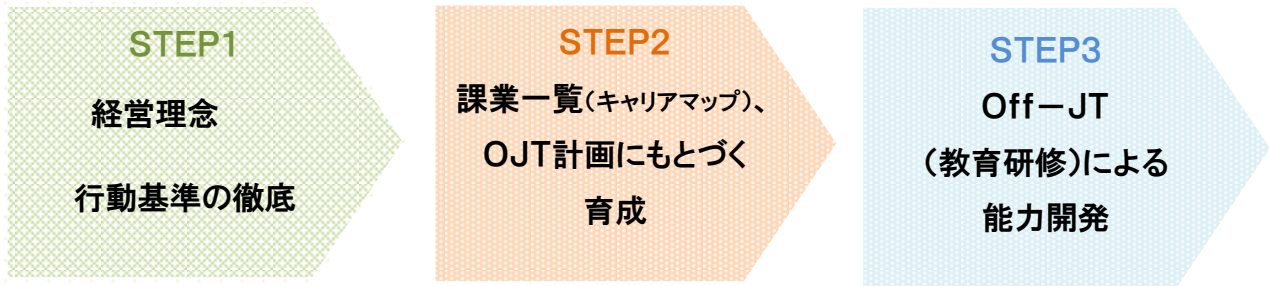 STEP1
経営理念
行動基準の徹底
STEP2
課業一覧(キャリアマップ)、
OJT計画にもとづく
育成
STEP3
Off－JT
(教育研修)による
能力開発